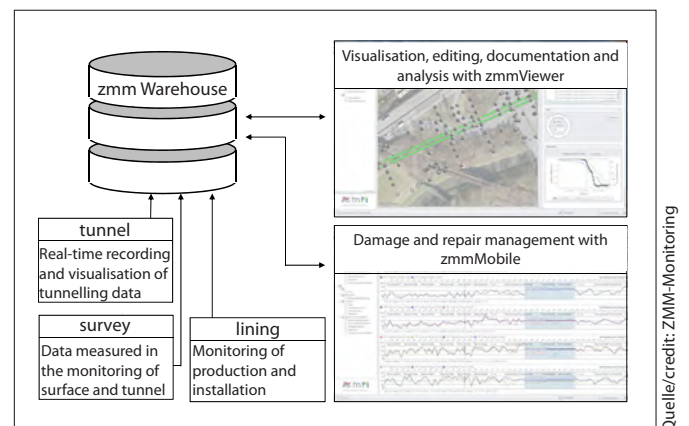 zmm Warehouse
Visualisation, editing, documentation and
analysis with zmmViewer
tunnel
Real-time recording
and visualisation of
tunnelling data
survey
Data measured in
the monitoring of
surface and tunnel
lining
Monitoring of
production and
installation
Damage and repair management with
zmmMobile
Quelle/credit: ZMM-Monitoring